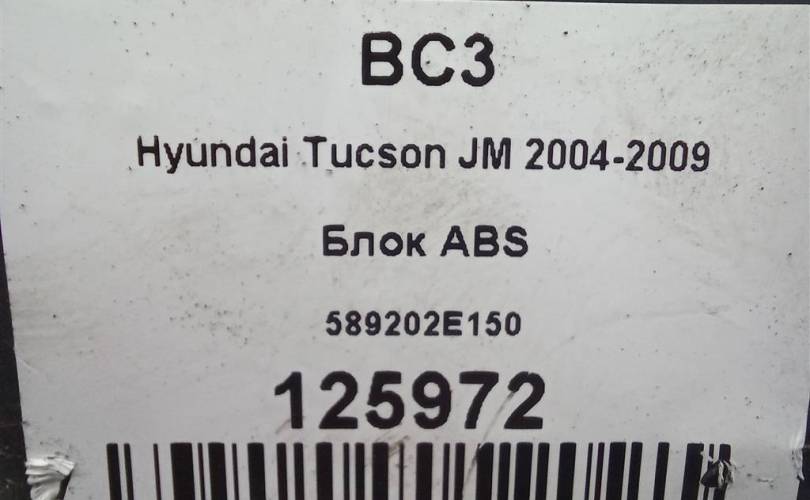 BC3
Hyundai Tucson JM 2004-2009
Блок ABS
589202E150
125972